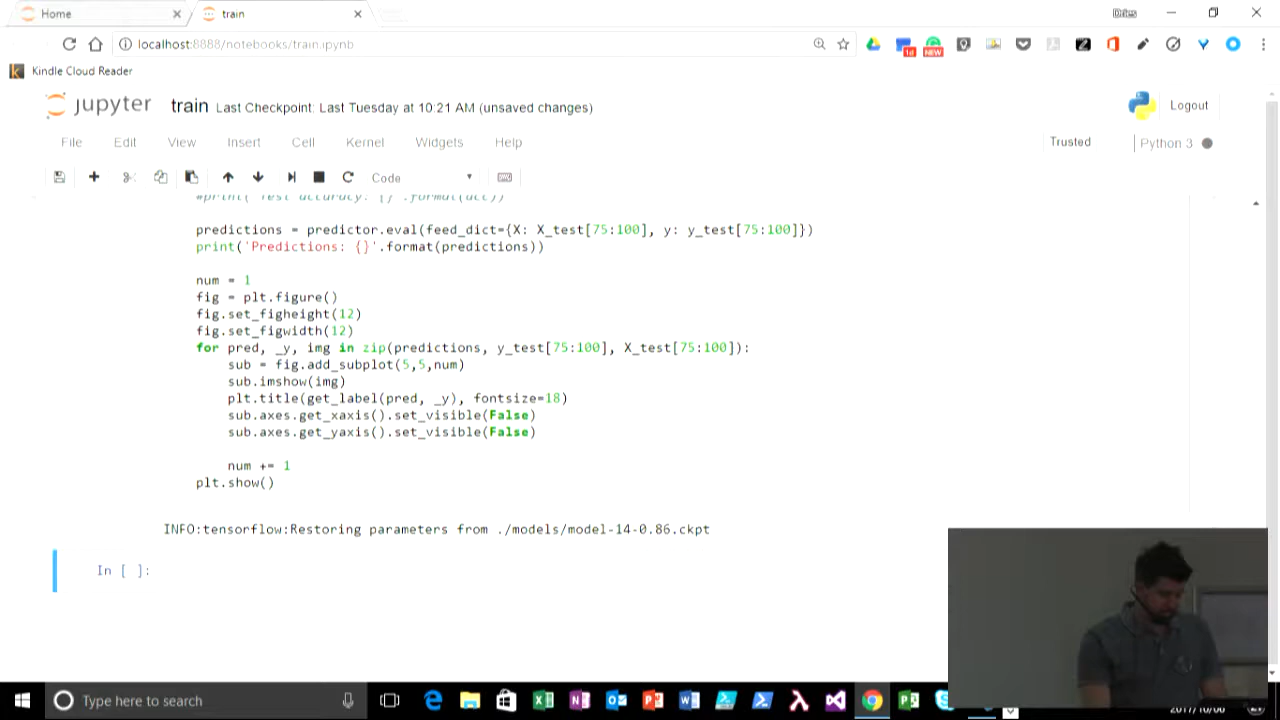 Home
train
localhost:8888/notebooks/train.ipynb
1d
NEW
Kindle Cloud Reader
jupyter train Last Checkpoint: Last Tuesday at 10:21 AM (unsaved changes)
Logout
File Edit View Insert Cell Kernel Widgets Help
Trusted
Python 3
Code
#print('Test accuracy: {}'.format(acc))
predictions = predictor.eval(feed_dict={X: X_test[75:100], y: y_test[75:100]})
print('Predictions: {}'.format(predictions))
num = 1
fig = plt.figure()
fig.set_figheight(12)
fig.set_figwidth(12)
for pred, _y, img in zip(predictions, y_test[75:100], X_test[75:100]):
sub = fig.add_subplot(5,5,num)
sub.imshow(img)
plt.title(get_label(pred, _y), fontsize=18)
sub.axes.get_xaxis().set_visible(False)
sub.axes.get_yaxis().set_visible(False)
num += 1
plt.show()
INFO:tensorflow:Restoring parameters from ./models/model-14-0.86.ckpt
In [ ]:
Type here to search
2017/10/06